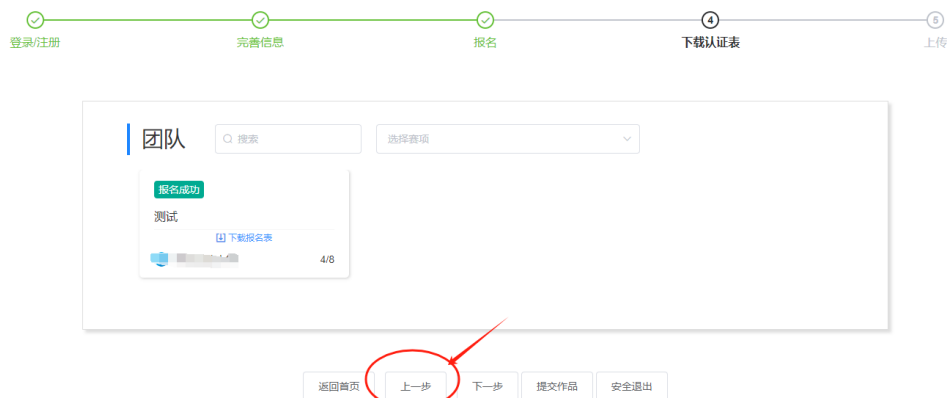 4
5
登录/注册
完善信息
报名
下载认证表
上传
团队
搜索
选择赛项
报名成功
测试
下载报名表
4/8
返回首页
上一步
下一步
提交作品
安全退出